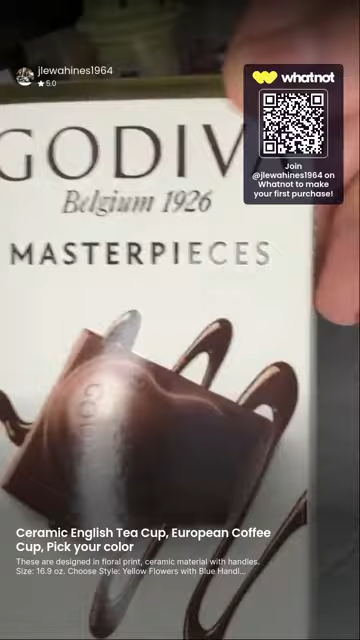 jlewahines1964
★ 5.0
whatnot
Join
@jlewahines1964 on
Whatnot to make
your first purchase!
GODIV
Belgium 1926
MASTERPIECES
Ceramic English Tea Cup, European Coffee
Cup, Pick your color
These are designed in floral print, ceramic material with handles.
Size: 16.9 oz. Choose Style: Yellow Flowers with Blue Handl...